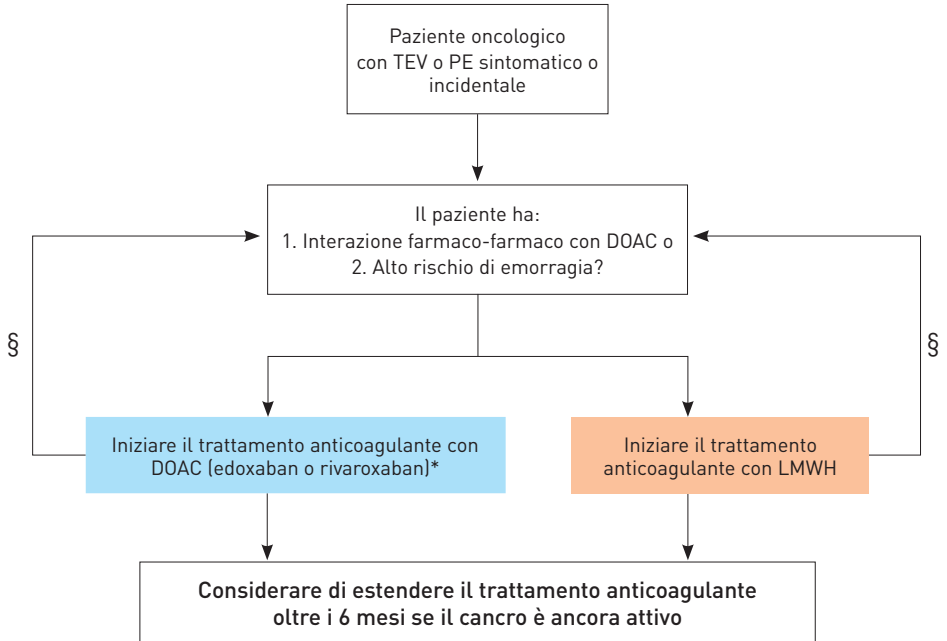 Paziente oncologico
con TEV o PE sintomatico o
incidentale
Il paziente ha:
1. Interazione farmaco-farmaco con DOAC o
2. Alto rischio di emorragia?
§
§
Iniziare il trattamento anticoagulante con
DOAC (edoxaban o rivaroxaban)*
Iniziare il trattamento
anticoagulante con LMWH
Considerare di estendere il trattamento anticoagulante
oltre i 6 mesi se il cancro è ancora attivo